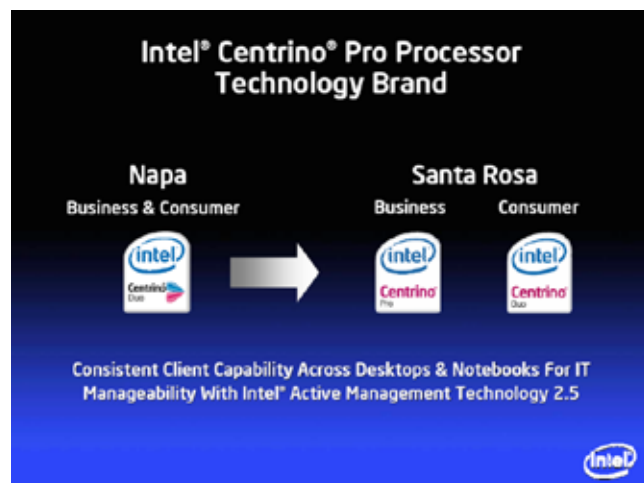 Intel® Centrino® Pro Processor
Technology Brand
Napa
Business & Consumer
Santa Rosa
Business
Consumer
intel
Centrino
Duo
intel
Centrino
Pro
intel
Centrino
Duo
Consistent Client Capability Across Desktops & Notebooks For IT
Manageability With Intel® Active Management Technology 2.5
intel